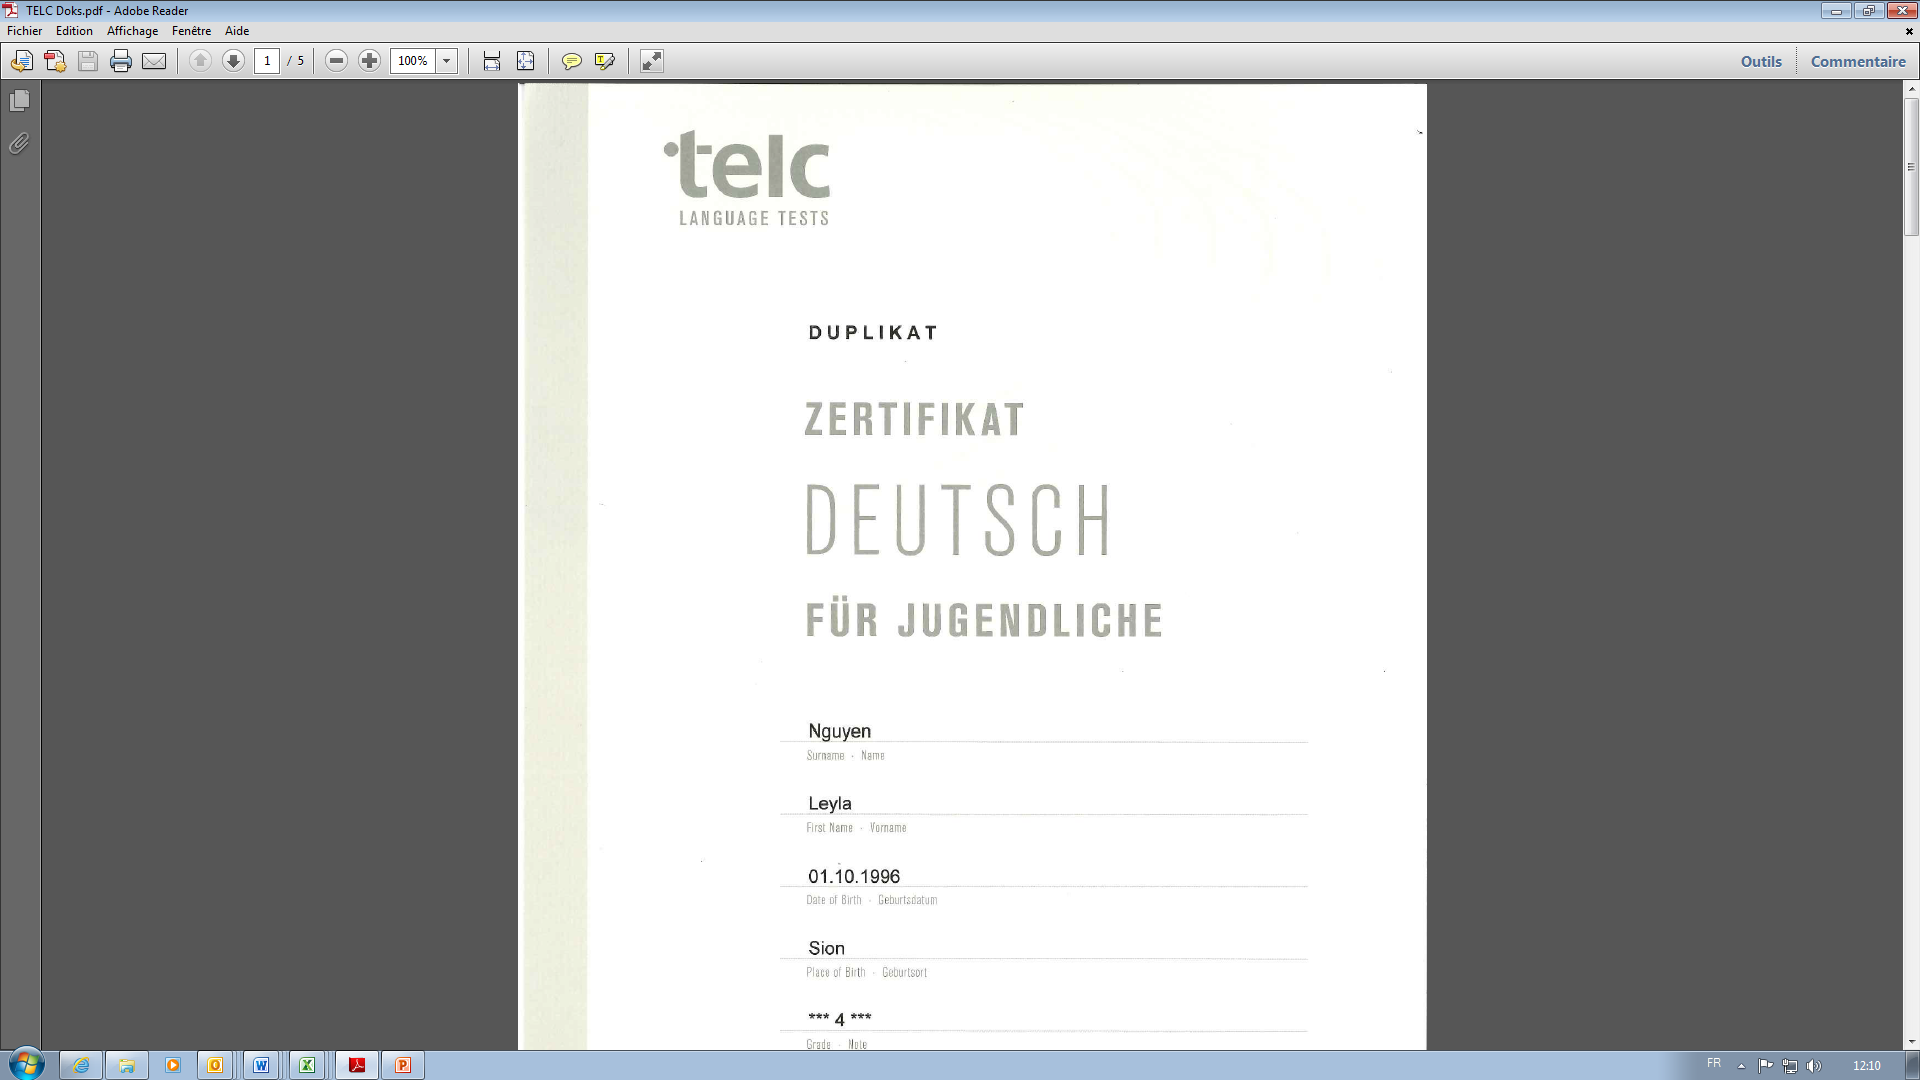 TELC Doks.pdf - Adobe Reader
Fichier Edition Affichage Fenêtre Aide
1 / 5 100% Outils Commentaire
telc
LANGUAGE TESTS
DUPLIKAT
ZERTIFIKAT
DEUTSCH
FÜR JUGENDLICHE
Nguyen
Surname - Name
Leyla
First Name - Vorname
01.10.1996
Date of Birth - Geburtsdatum
Sion
Place of Birth - Geburtsort
*** 4 ***
Grade - Note
FR 12:10